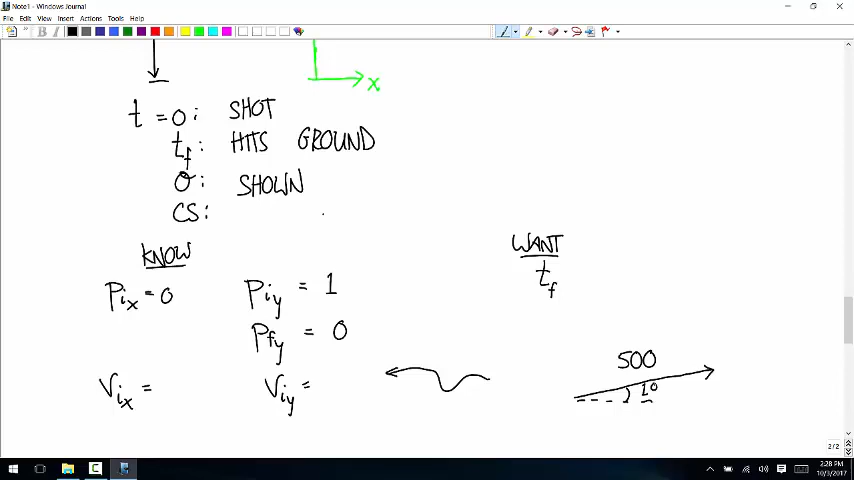 Note1 - Windows Journal
File Edit View Insert Actions Tools Help
B I
x
t = 0: SHOT
tf: HITS GROUND
O: SHOWN
CS:
KNOW
WANT
tf
Pix = 0
Piy = 1
Pfy = 0
500
Vix =
Viy =
1°
2/2
2:28 PM
10/3/2017